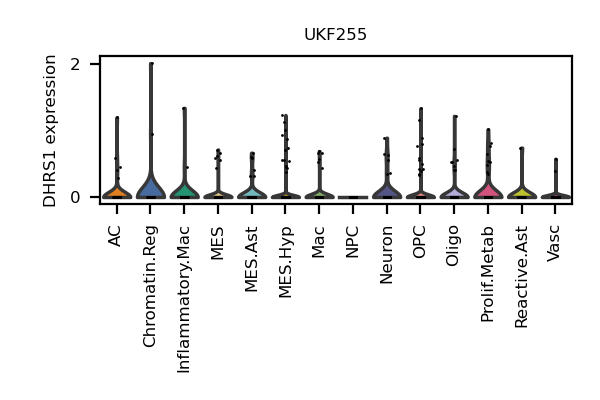 UKF255
DHRS1 expression
2
0
AC
Chromatin.Reg
Inflammatory.Mac
MES
MES.Ast
MES.Hyp
Mac
NPC
Neuron
OPC
Oligo
Prolif.Metab
Reactive.Ast
Vasc